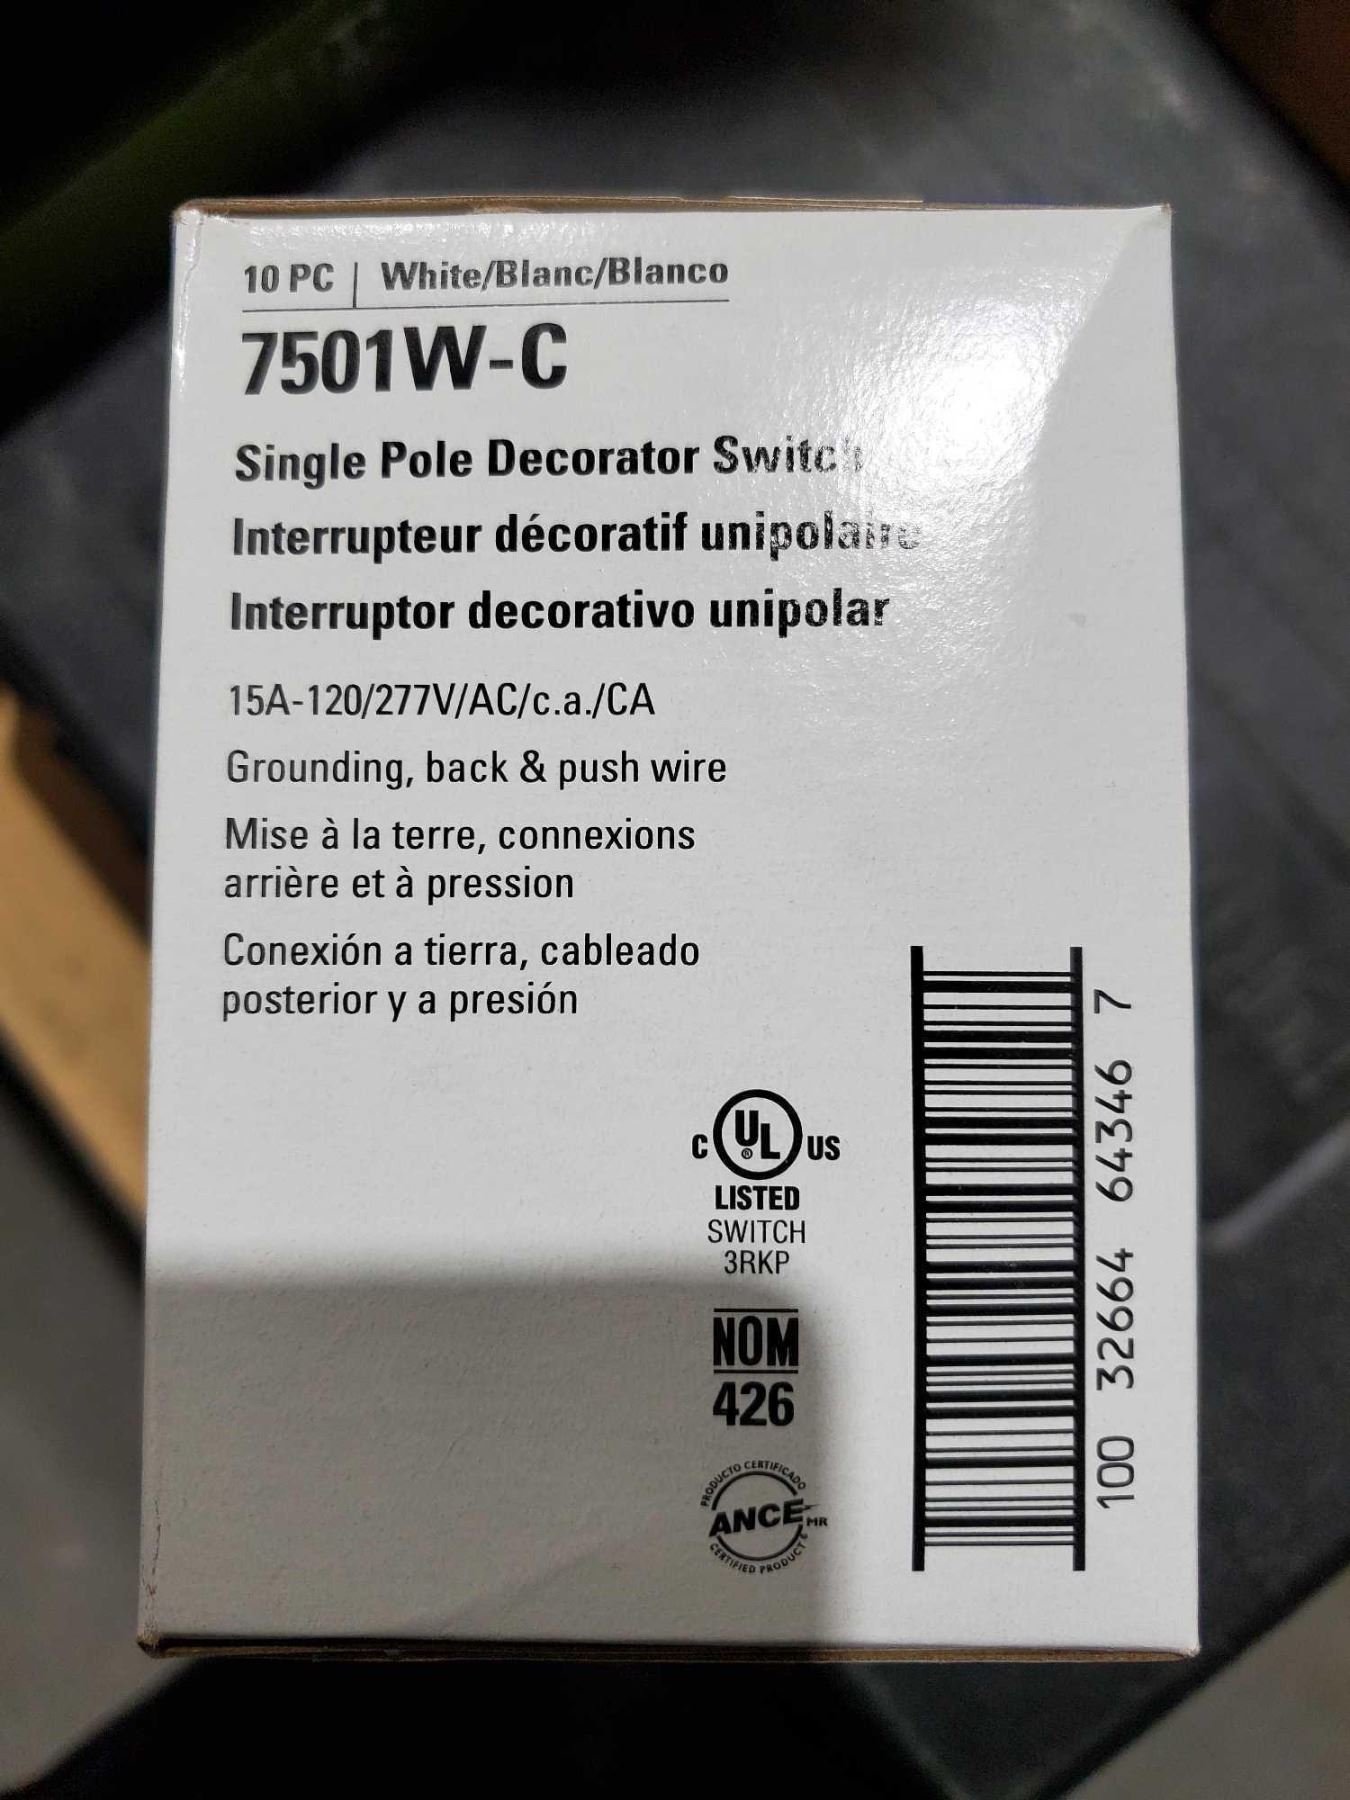 10 PC | White/Blanc/Blanco
7501W-C
Single Pole Decorator Switch
Interrupteur décoratif unipolaire
Interruptor decorativo unipolar
15A-120/277V/AC/c.a./CA
Grounding, back & push wire
Mise à la terre, connexions
arrière et à pression
Conexión a tierra, cableado
posterior y a presión
C UL® US
LISTED
SWITCH
3RKP
NOM
426
PRODUCTO CERTIFICADO
ANCE MR
CERTIFIED PRODUCT
100 32664 64346 7